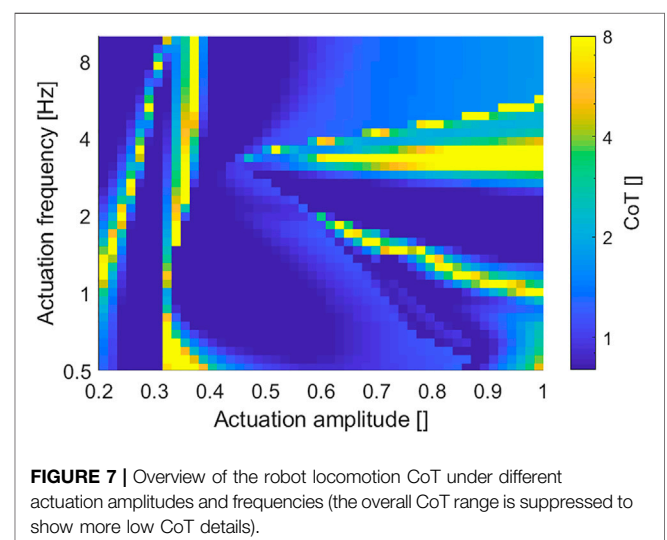 8
4
2
1
0.5
Actuation frequency [Hz]
0.2 0.3 0.4 0.5 0.6 0.7 0.8 0.9 1
Actuation amplitude []
8
4
2
1
CoT []
FIGURE 7 | Overview of the robot locomotion CoT under different
actuation amplitudes and frequencies (the overall CoT range is suppressed to
show more low CoT details).